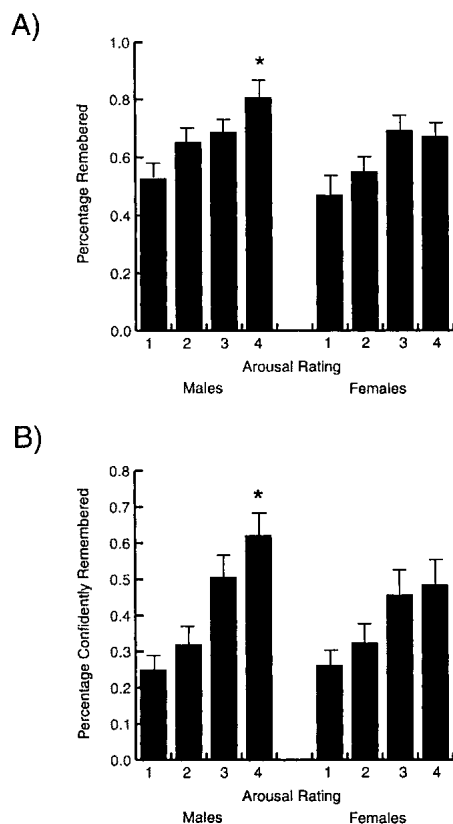 A)
Percentage Remebered
1.0
0.8
0.6
0.4
0.2
0.0
*
1 2 3 4 1 2 3 4
Arousal Rating
Males Females
B)
Percentage Confidently Remembered
0.8
0.7
0.6
0.5
0.4
0.3
0.2
0.1
0.0
*
1 2 3 4 1 2 3 4
Arousal Rating
Males Females